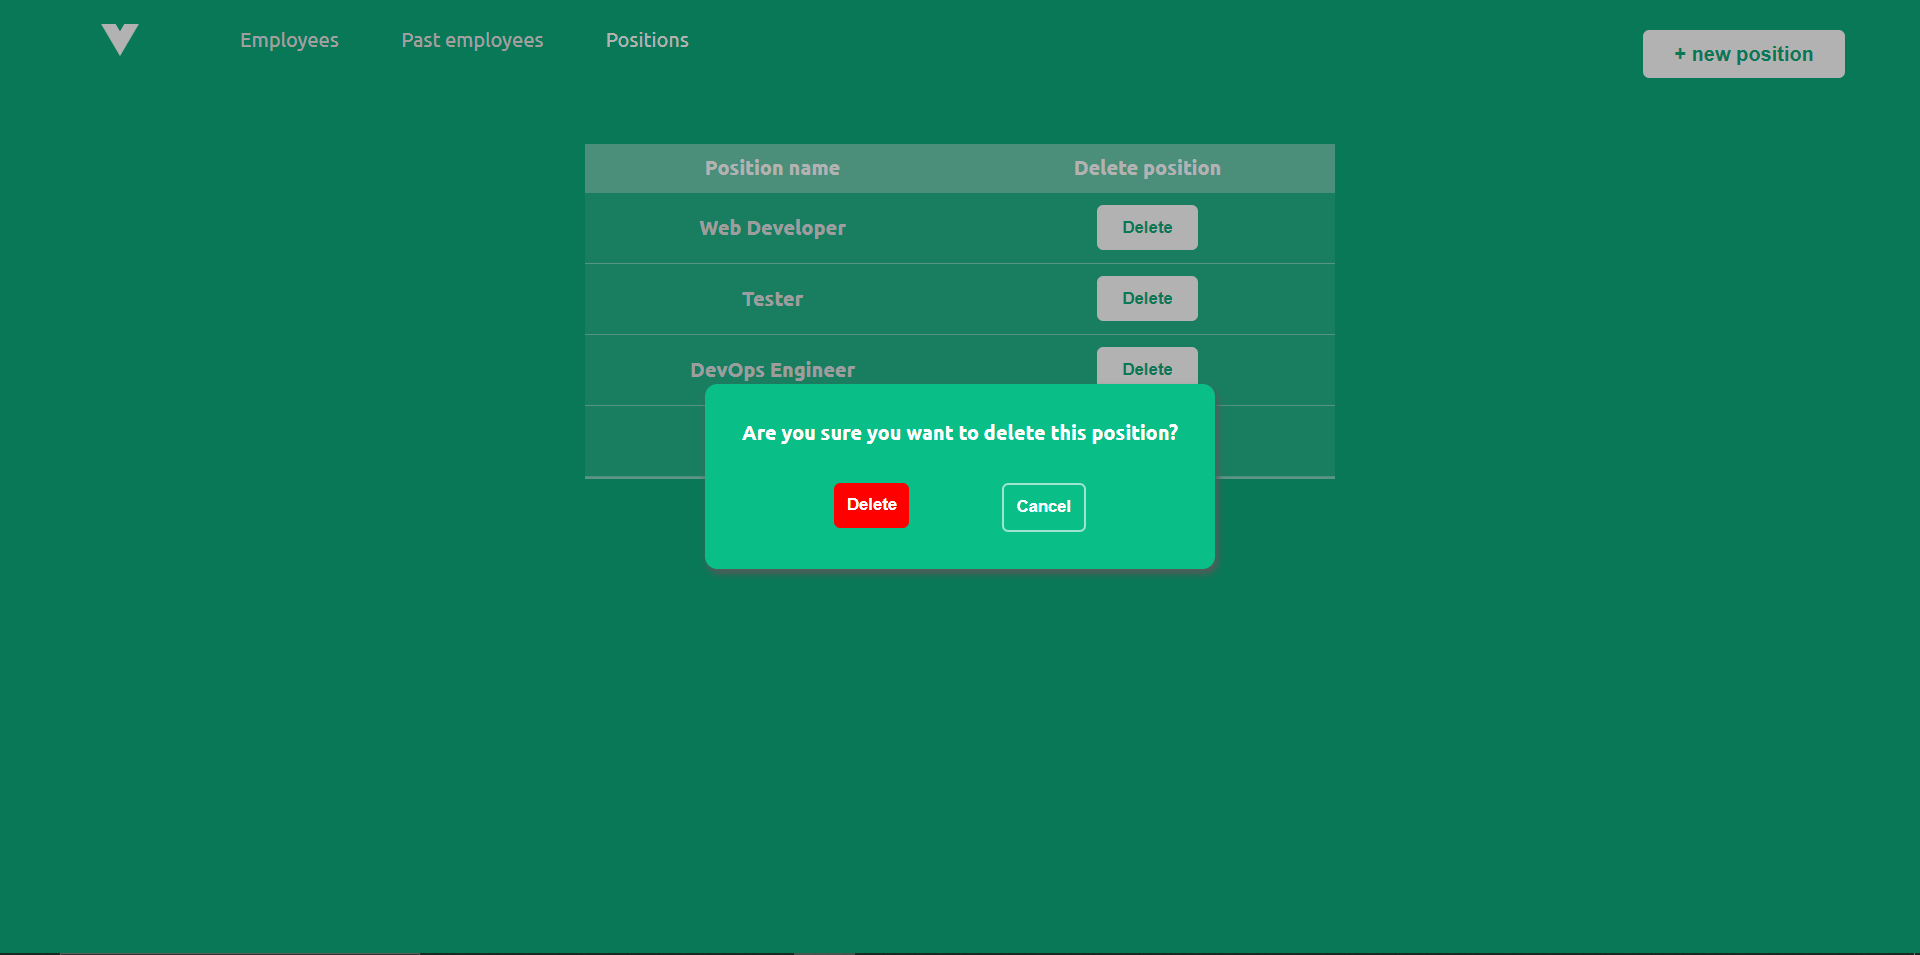 Employees Past employees Positions
+ new position
Position name Delete position
Web Developer Delete
Tester Delete
DevOps Engineer Delete
Are you sure you want to delete this position?
Delete Cancel